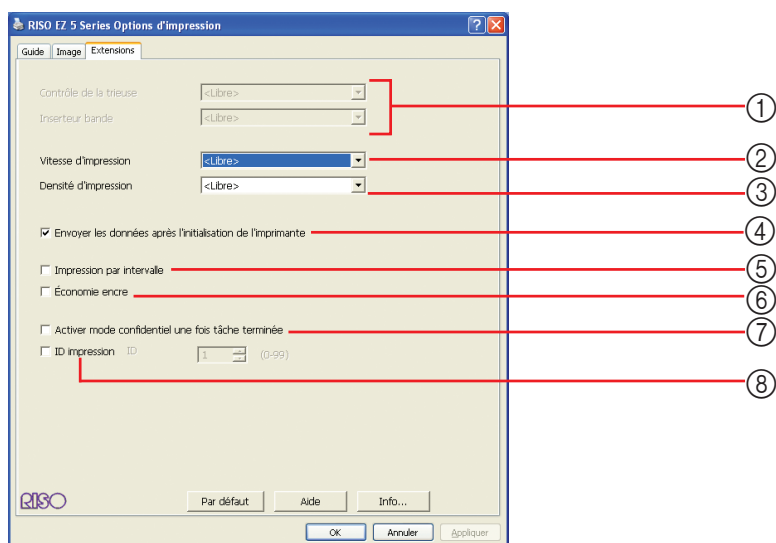 RISO EZ 5 Series Options d'impression
Guide Image Extensions
Contrôle de la trieuse <Libre>
Inserteur bande <Libre>
①
Vitesse d'impression <Libre>
②
Densité d'impression <Libre>
③
Envoyer les données après l'initialisation de l'imprimante
④
Impression par intervalle
⑤
Économie encre
⑥
Activer mode confidentiel une fois tâche terminée
⑦
ID impression ID 1 (0-99)
⑧
RISO
Par défaut Aide Info...
OK Annuler Appliquer